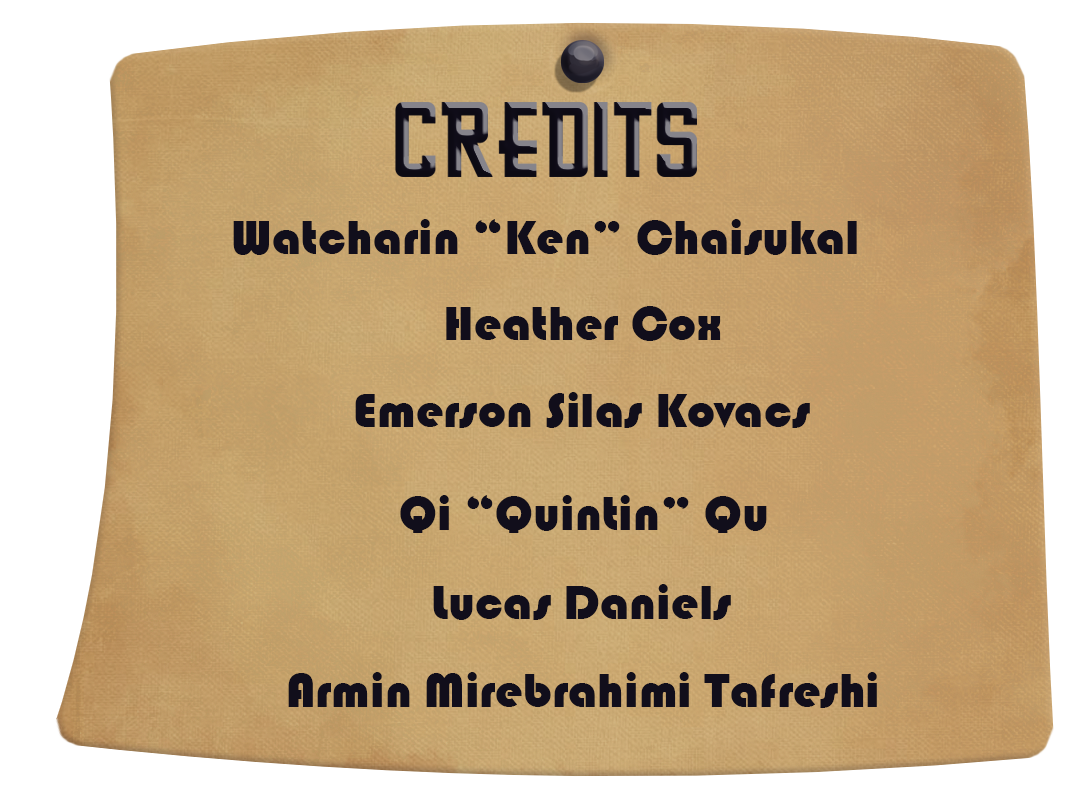 CREDITS
Watcharin “Ken” Chaisukal
Heather Cox
Emerson Silas Kovacs
Qi “Quintin” Qu
Lucas Daniels
Armin Mirebrahimi Tafreshi